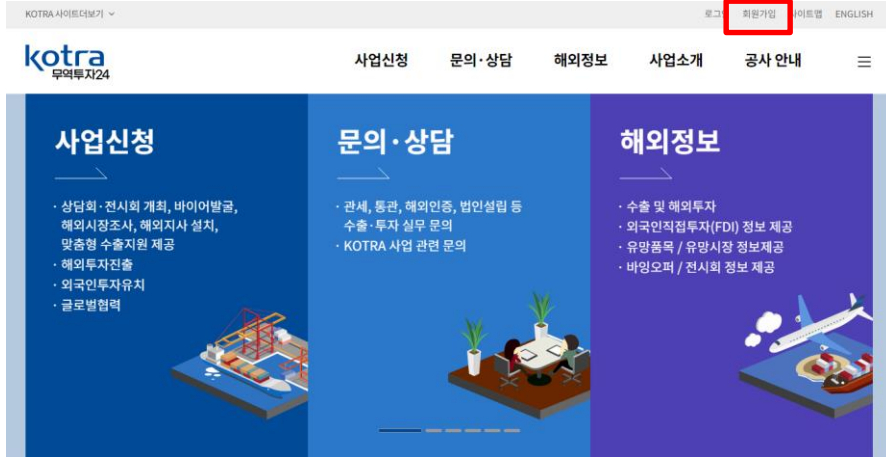 KOTRA 사이트더보기
로그인 회원가입 사이트맵 ENGLISH
kotra
무역투자24
사업신청 문의·상담 해외정보 사업소개 공사 안내
사업신청
· 상담회·전시회 개최, 바이어발굴,
해외시장조사, 해외지사 설치,
맞춤형 수출지원 제공
· 해외투자진출
· 외국인투자유치
· 글로벌협력
문의·상담
· 관세, 통관, 해외인증, 법인설립 등
수출·투자 실무 문의
· KOTRA 사업 관련 문의
해외정보
· 수출 및 해외투자
· 외국인직접투자(FDI) 정보 제공
· 유망품목 / 유망시장 정보제공
· 바잉오퍼 / 전시회 정보 제공